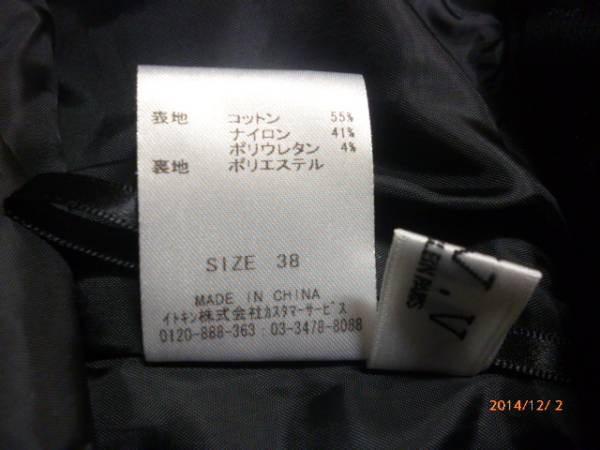 表地 コットン 55%
ナイロン 41%
ポリウレタン 4%
裏地 ポリエステル
SIZE 38
MADE IN CHINA
イトキン株式会社カスタマーサービス
0120-888-363:03-3478-8088
V.V
KLEIN PARIS
2014/12/ 2